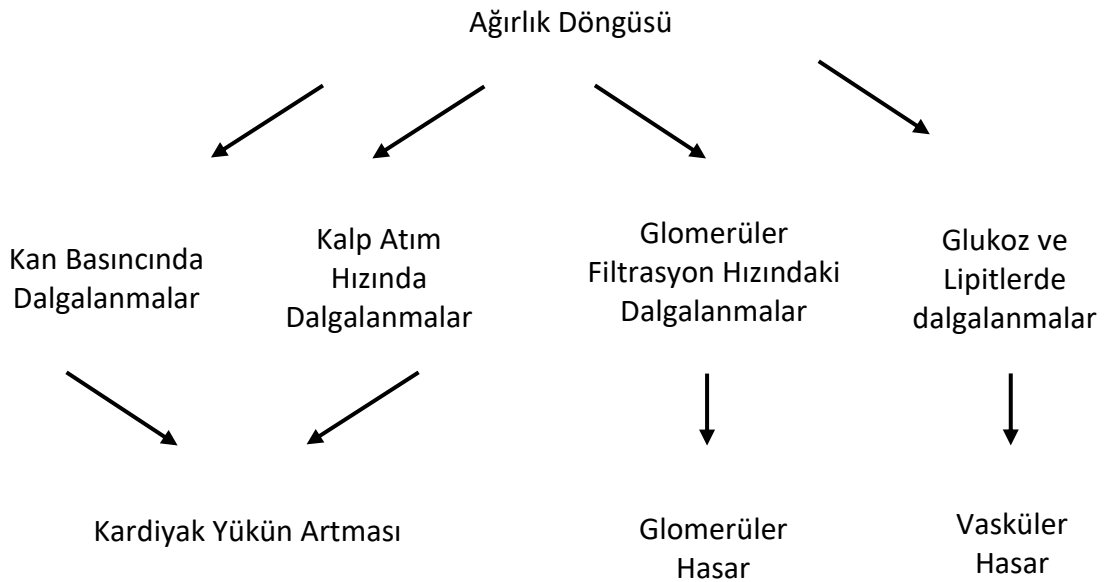 Ağırlık Döngüsü
Kan Basıncında
Dalgalanmalar
Kalp Atım
Hızında
Dalgalanmalar
Glomerüler
Filtrasyon Hızındaki
Dalgalanmalar
Glukoz ve
Lipitlerde
dalgalanmalar
Kardiyak Yükün Artması
Glomerüler
Hasar
Vasküler
Hasar